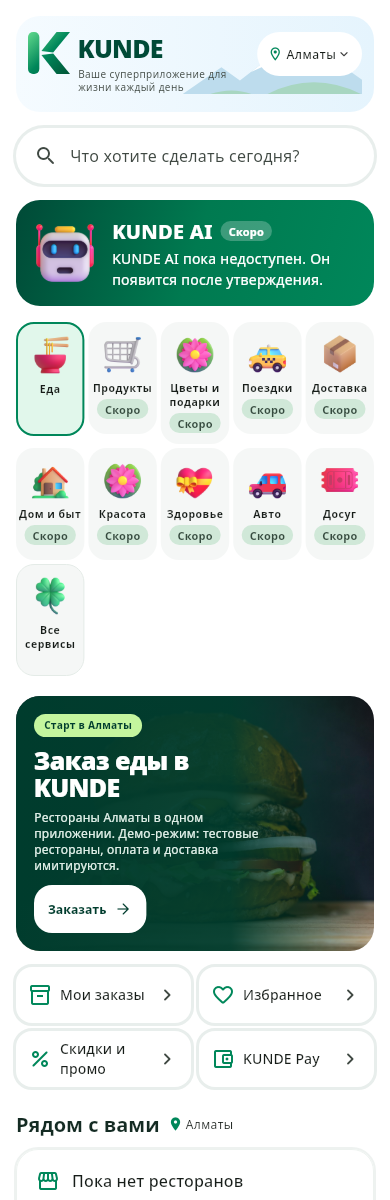 KUNDE
Ваше суперприложение для
жизни каждый день
Алматы
Что хотите сделать сегодня?
KUNDE AI Скоро
KUNDE AI пока недоступен. Он
появится после утверждения.
Еда
Продукты
Скоро
Цветы и
подарки
Скоро
Поездки
Скоро
Доставка
Скоро
Дом и быт
Скоро
Красота
Скоро
Здоровье
Скоро
Авто
Скоро
Досуг
Скоро
Все
сервисы
Старт в Алматы
Заказ еды в
KUNDE
Рестораны Алматы в одном
приложении. Демо-режим: тестовые
рестораны, оплата и доставка
имитируются.
Заказать
Мои заказы
Избранное
Скидки и
промо
KUNDE Pay
Рядом с вами Алматы
Пока нет ресторанов